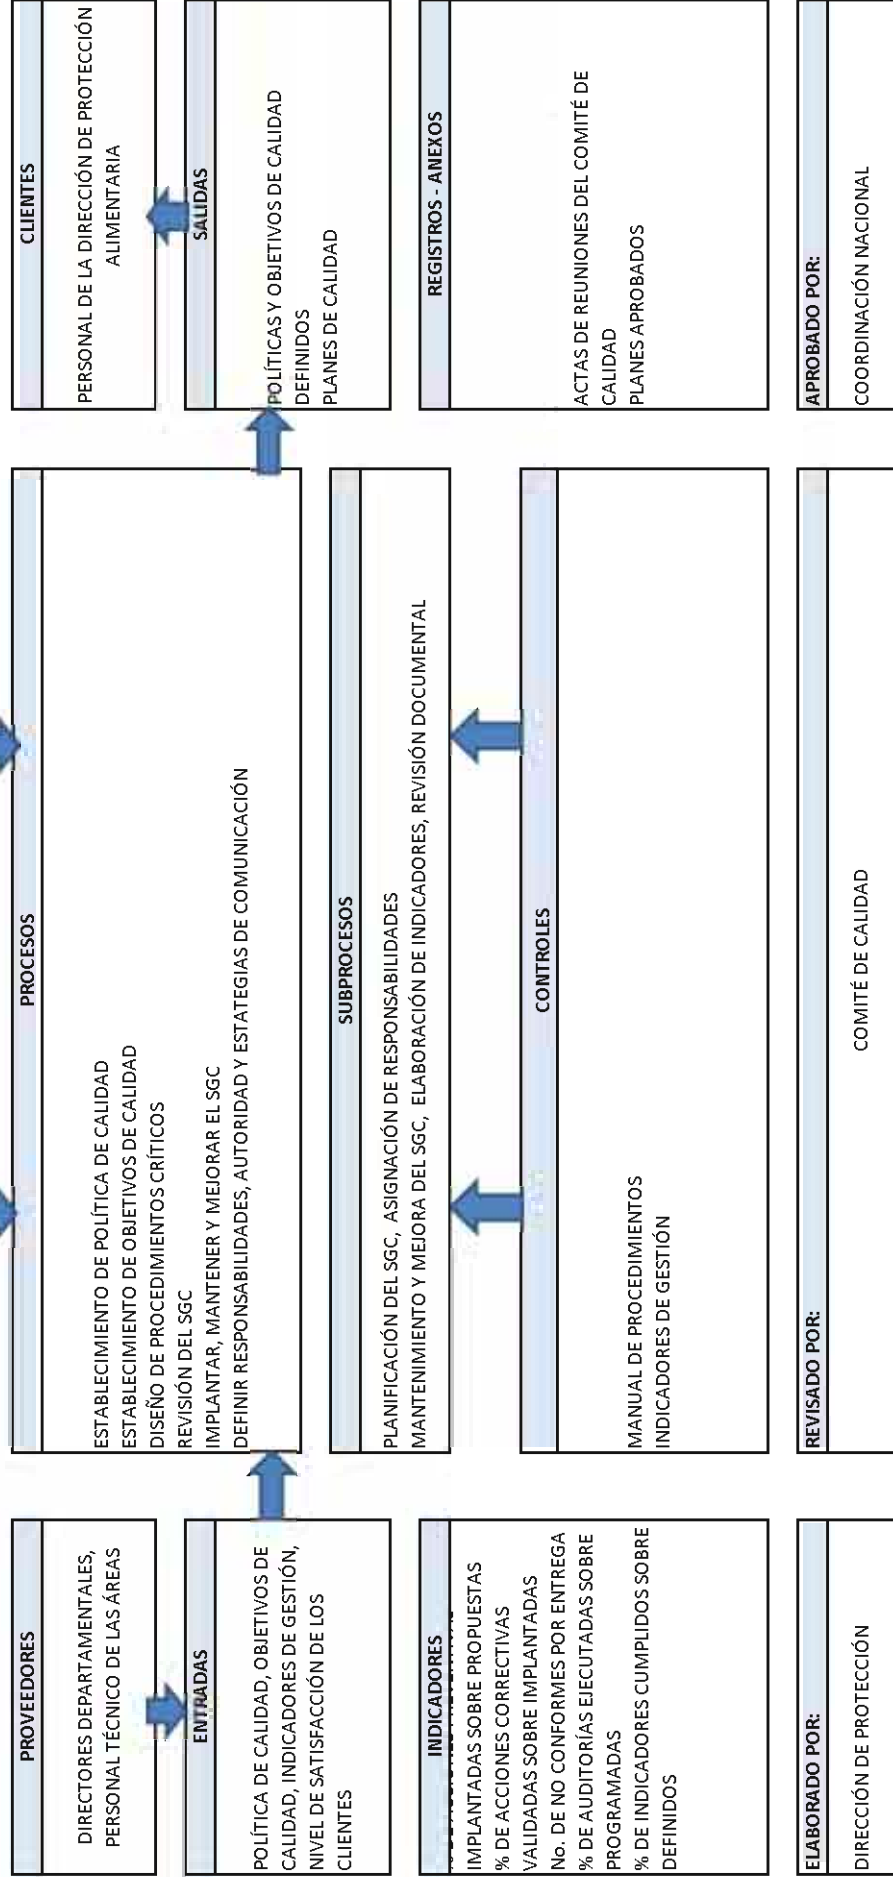 PROVEEDORES
DIRECTORES DEPARTAMENTALES,
PERSONAL TÉCNICO DE LAS ÁREAS
ENTRADAS
POLÍTICA DE CALIDAD, OBJETIVOS DE
CALIDAD, INDICADORES DE GESTIÓN,
NIVEL DE SATISFACCIÓN DE LOS
CLIENTES
INDICADORES
IMPLANTADAS SOBRE PROPUESTAS
% DE ACCIONES CORRECTIVAS
VALIDADAS SOBRE IMPLANTADAS
No. DE NO CONFORMES POR ENTREGA
% DE AUDITORÍAS EJECUTADAS SOBRE
PROGRAMADAS
% DE INDICADORES CUMPLIDOS SOBRE
DEFINIDOS
ELABORADO POR:
DIRECCIÓN DE PROTECCIÓN
PROCESOS
ESTABLECIMIENTO DE POLÍTICA DE CALIDAD
ESTABLECIMIENTO DE OBJETIVOS DE CALIDAD
DISEÑO DE PROCEDIMIENTOS CRÍTICOS
REVISIÓN DEL SGC
IMPLANTAR, MANTENER Y MEJORAR EL SGC
DEFINIR RESPONSABILIDADES, AUTORIDAD Y ESTATEGIAS DE COMUNICACIÓN
SUBPROCESOS
PLANIFICACIÓN DEL SGC, ASIGNACIÓN DE RESPONSABILIDADES
MANTENIMIENTO Y MEJORA DEL SGC, ELABORACIÓN DE INDICADORES, REVISIÓN DOCUMENTAL
CONTROLES
MANUAL DE PROCEDIMIENTOS
INDICADORES DE GESTIÓN
REVISADO POR:
COMITÉ DE CALIDAD
CLIENTES
PERSONAL DE LA DIRECCIÓN DE PROTECCIÓN
ALIMENTARIA
SALIDAS
POLÍTICAS Y OBJETIVOS DE CALIDAD
DEFINIDOS
PLANES DE CALIDAD
REGISTROS - ANEXOS
ACTAS DE REUNIONES DEL COMITÉ DE
CALIDAD
PLANES APROBADOS
APROBADO POR:
COORDINACIÓN NACIONAL